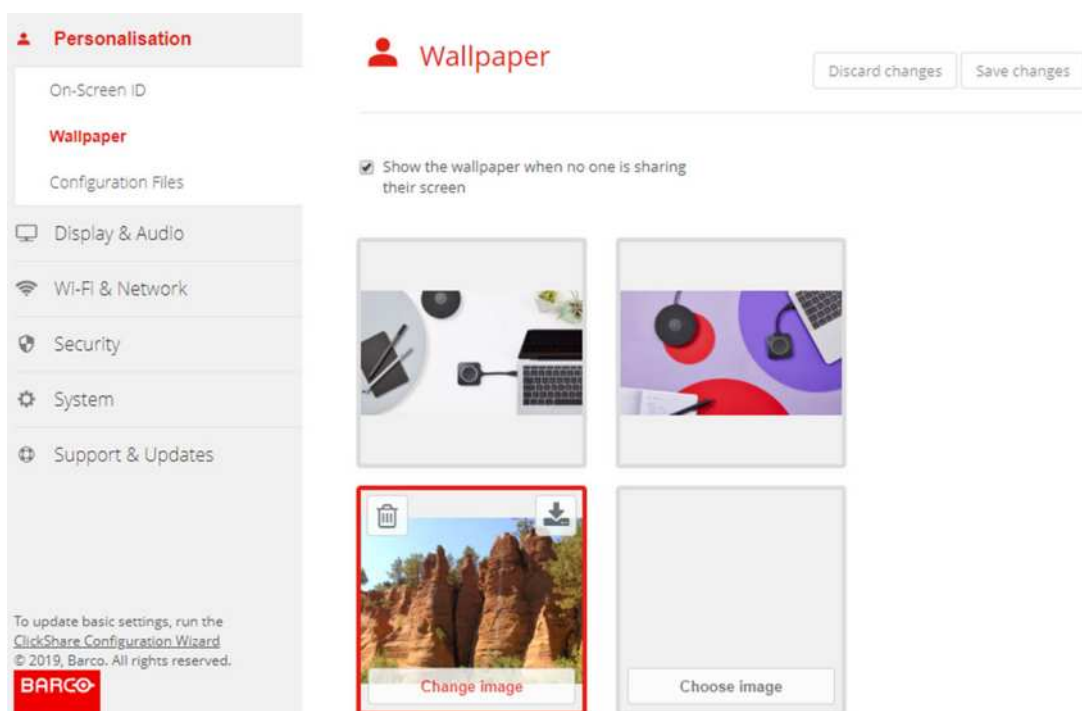 Personalisation
On-Screen ID
Wallpaper
Configuration Files
Display & Audio
Wi-Fi & Network
Security
System
Support & Updates
To update basic settings, run the
ClickShare Configuration Wizard
© 2019, Barco. All rights reserved.
BARCO
Wallpaper
Discard changes
Save changes
Show the wallpaper when no one is sharing
their screen
Change image
Choose image